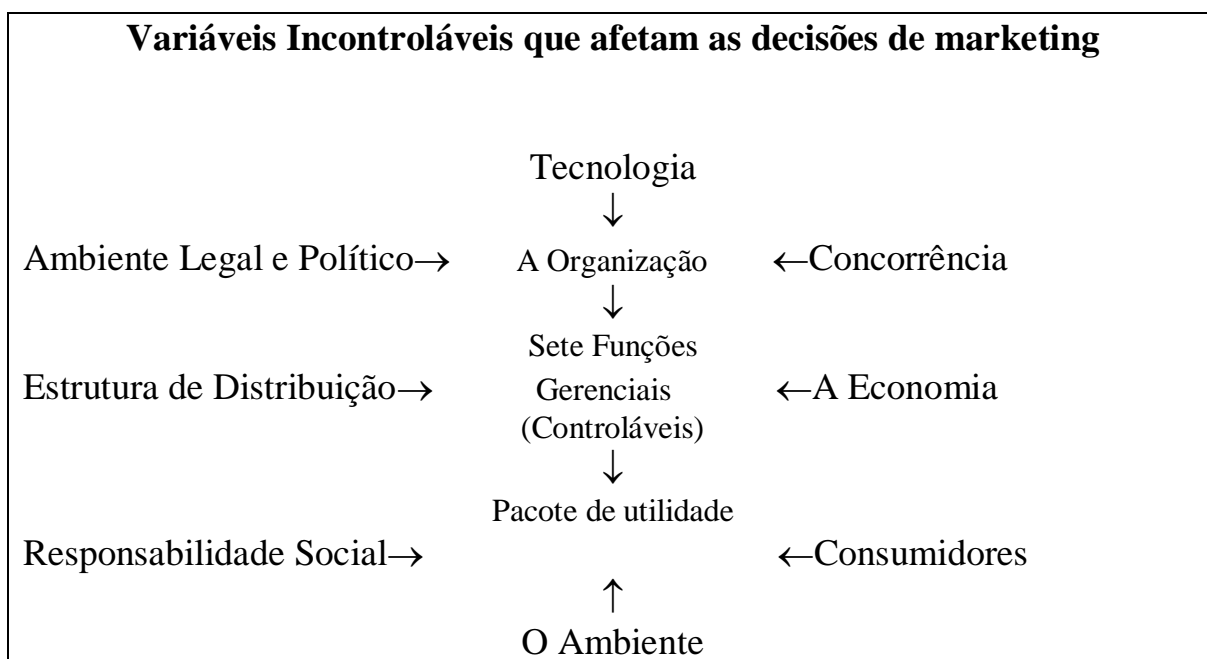 Variáveis Incontroláveis que afetam as decisões de marketing
Tecnologia
↓
Ambiente Legal e Político→ A Organização ←Concorrência
↓
Sete Funções
Estrutura de Distribuição→ Gerenciais ←A Economia
(Controláveis)
↓
Pacote de utilidade
Responsabilidade Social→ ←Consumidores
↑
O Ambiente